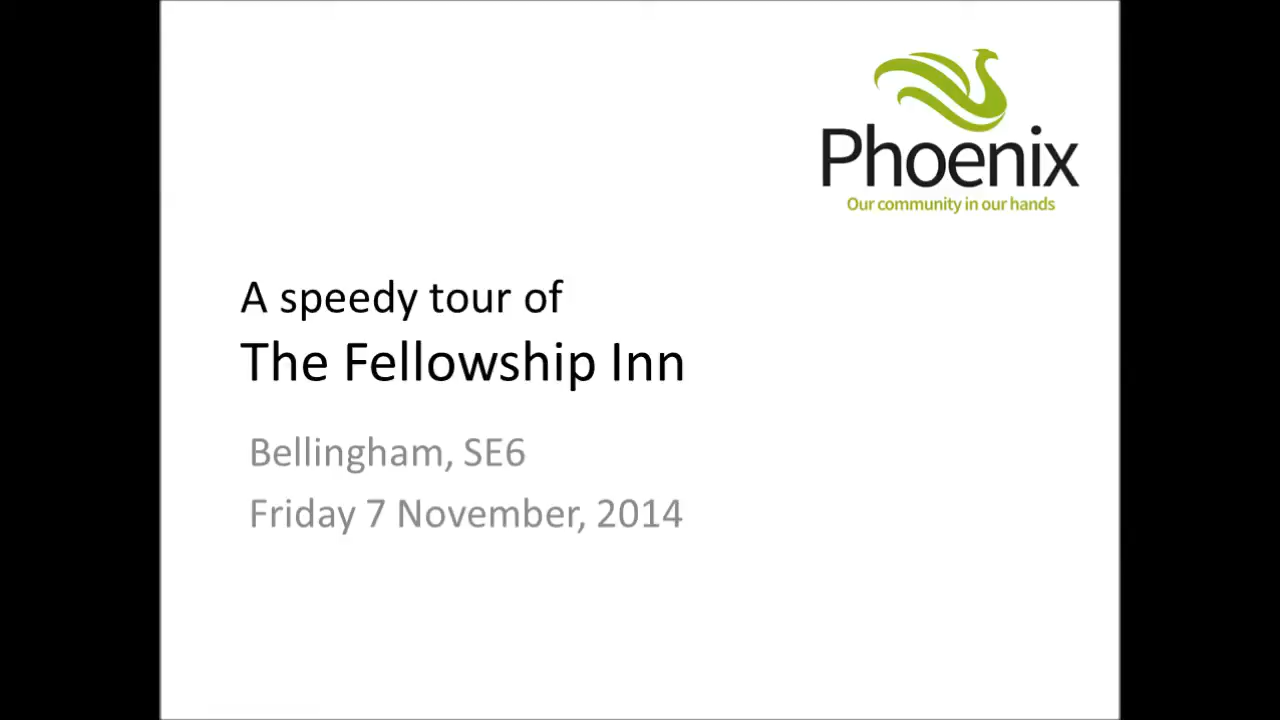 Phoenix
Our community in our hands
A speedy tour of
The Fellowship Inn
Bellingham, SE6
Friday 7 November, 2014